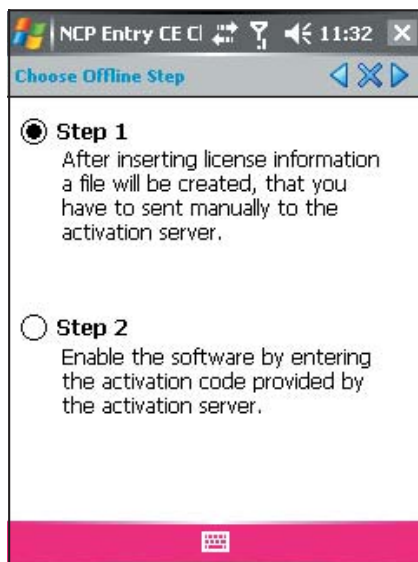 NCP Entry CE Cl 11:32
Choose Offline Step
Step 1
After inserting license information
a file will be created, that you
have to sent manually to the
activation server.
Step 2
Enable the software by entering
the activation code provided by
the activation server.